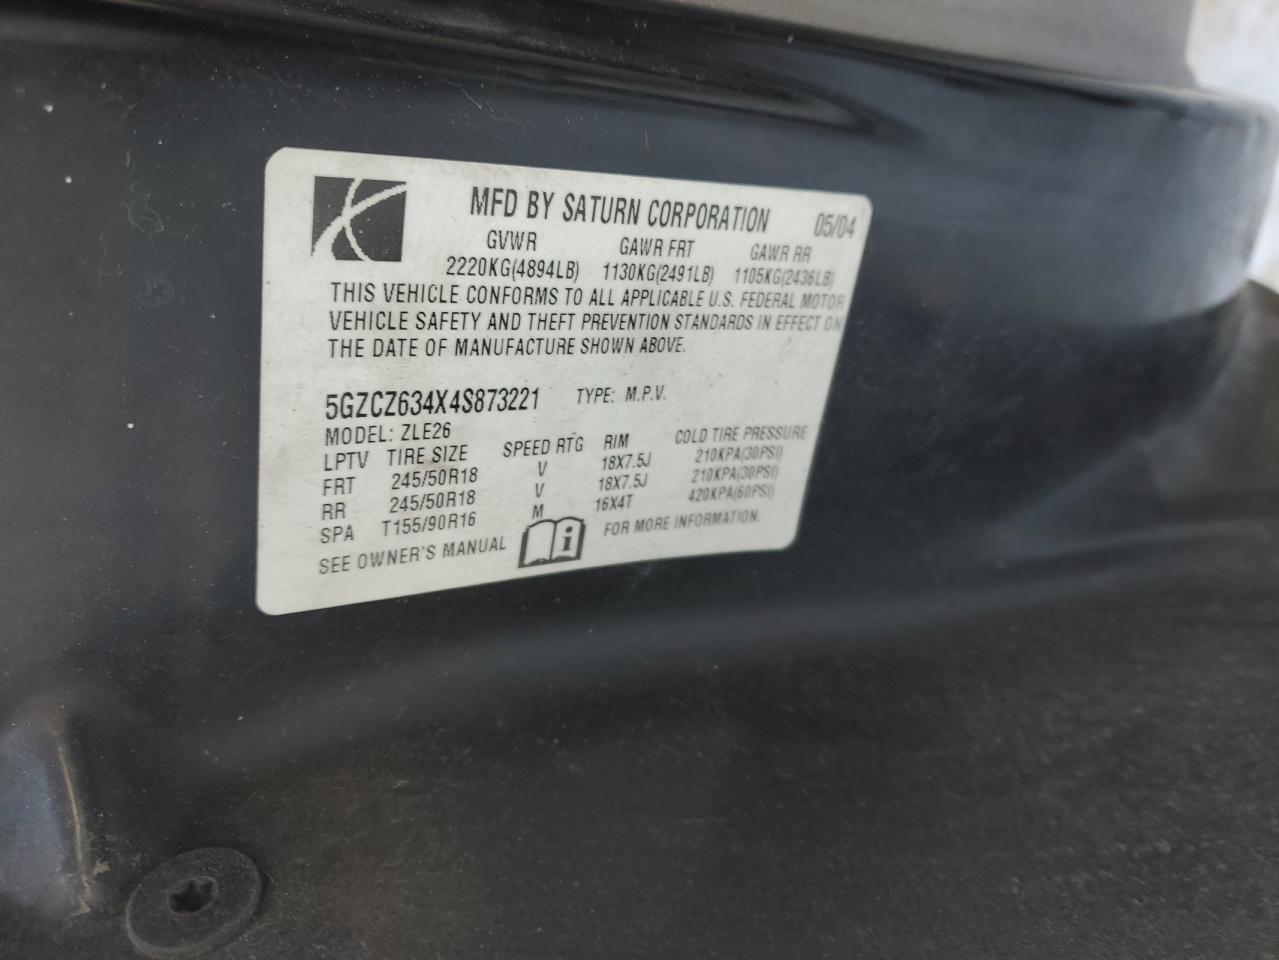 MFD BY SATURN CORPORATION 05/04
GVWR GAWR FRT GAWR RR
2220KG(4894LB) 1130KG(2491LB) 1105KG(2436LB)
THIS VEHICLE CONFORMS TO ALL APPLICABLE U.S. FEDERAL MOTOR
VEHICLE SAFETY AND THEFT PREVENTION STANDARDS IN EFFECT ON
THE DATE OF MANUFACTURE SHOWN ABOVE.
5GZCZ634X4S873221 TYPE: M.P.V.
MODEL: ZLE26
LPTV TIRE SIZE SPEED RTG RIM COLD TIRE PRESSURE
FRT 245/50R18 V 18X7.5J 210KPA(30PSI)
RR 245/50R18 V 18X7.5J 210KPA(30PSI)
SPA T155/90R16 M 16X4T 420KPA(60PSI)
SEE OWNER'S MANUAL i FOR MORE INFORMATION.